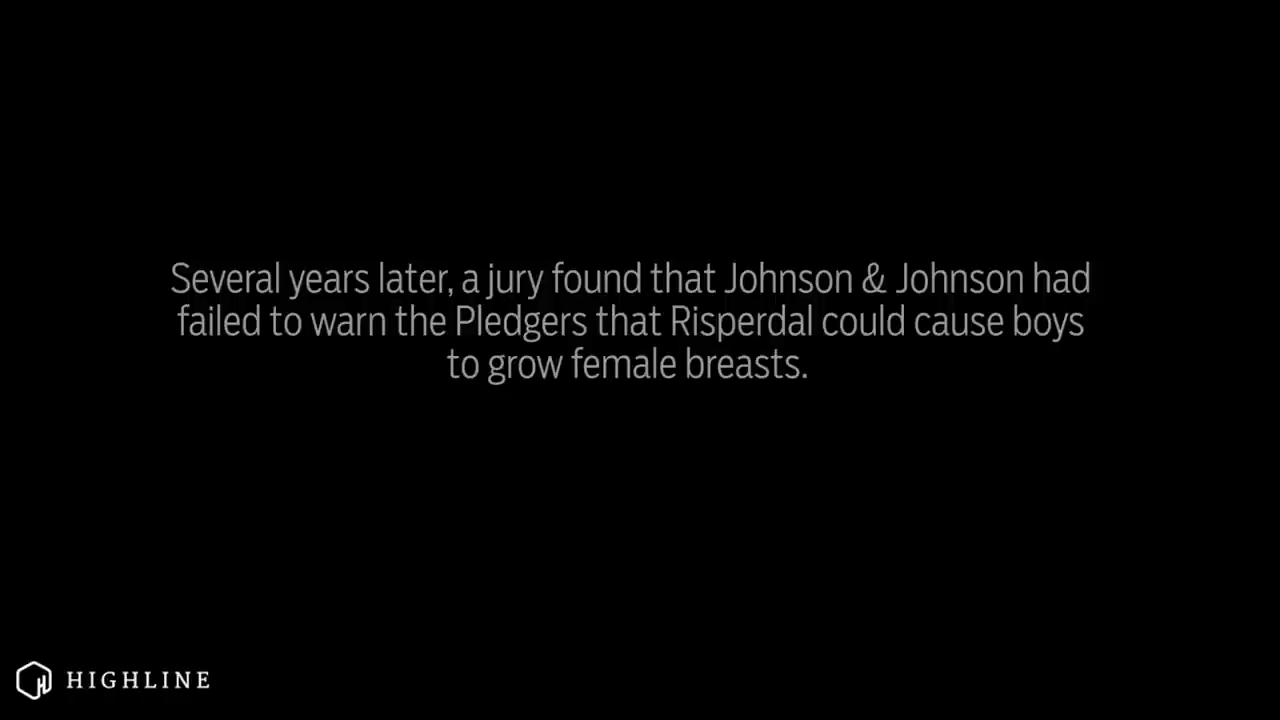 Several years later, a jury found that Johnson & Johnson had
failed to warn the Pledgers that Risperdal could cause boys
to grow female breasts.
HIGHLINE